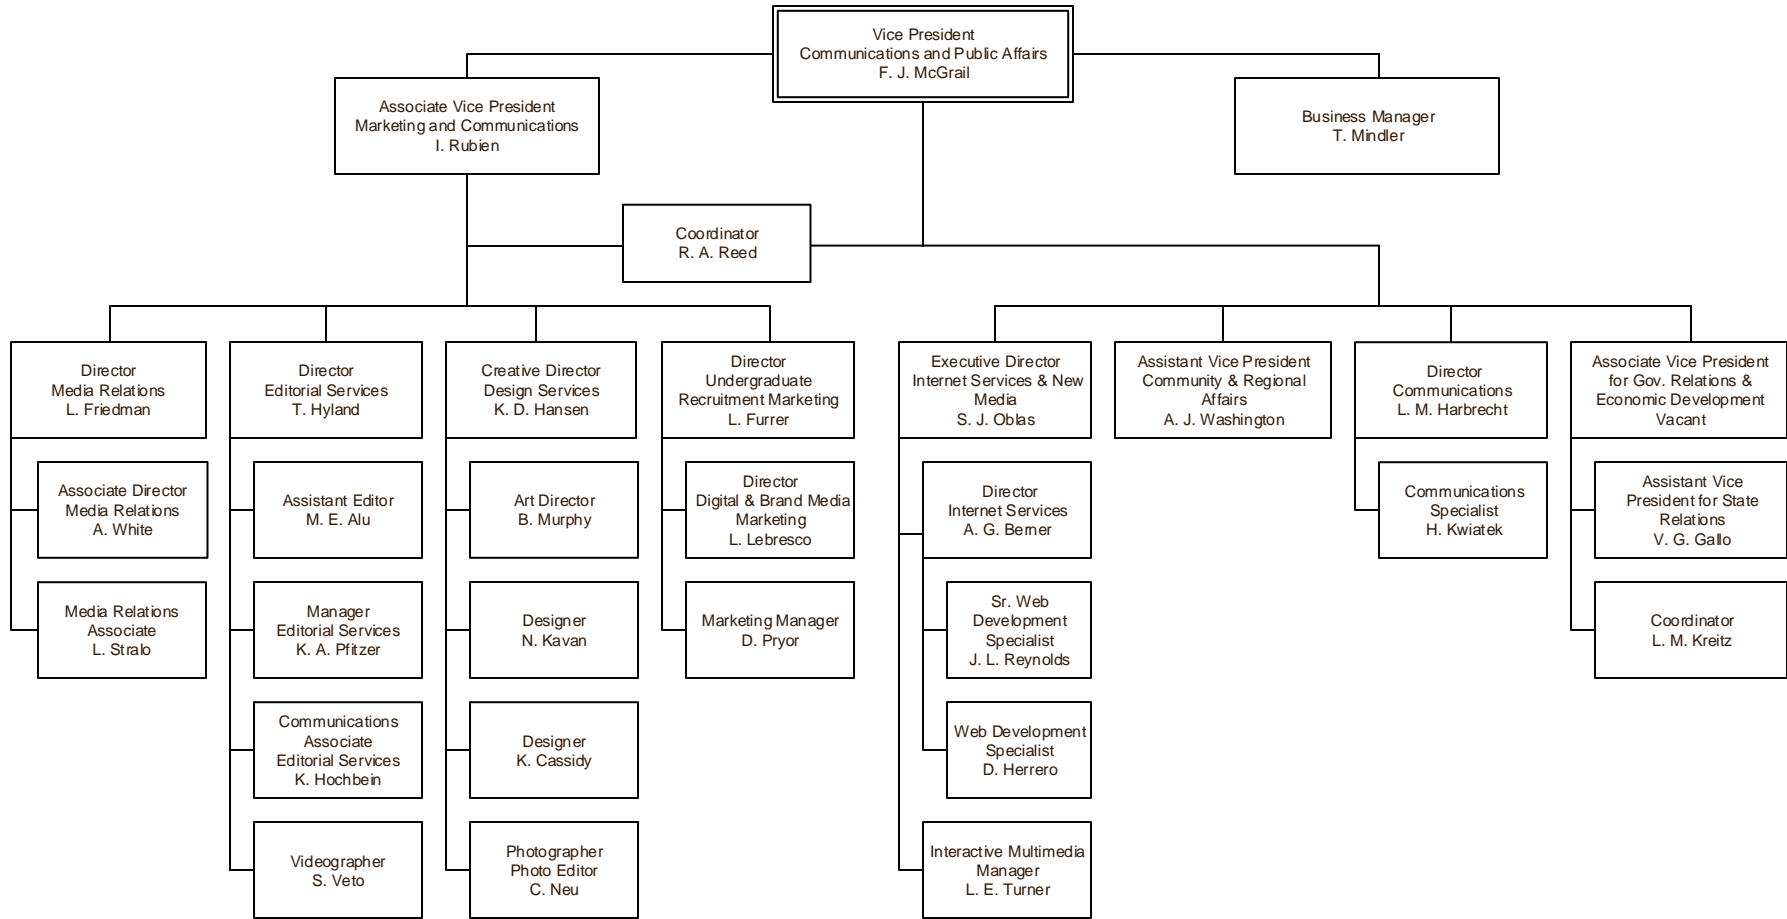 Vice President
Communications and Public Affairs
F. J. McGrail
Associate Vice President
Marketing and Communications
I. Rubien
Business Manager
T. Mindler
Coordinator
R. A. Reed
Director
Media Relations
L. Friedman
Director
Editorial Services
T. Hyland
Creative Director
Design Services
K. D. Hansen
Director
Undergraduate
Recruitment Marketing
L. Furrer
Executive Director
Internet Services & New
Media
S. J. Oblas
Assistant Vice President
Community & Regional
Affairs
A. J. Washington
Director
Communications
L. M. Harbrecht
Associate Vice President
for Gov. Relations &
Economic Development
Vacant
Associate Director
Media Relations
A. White
Assistant Editor
M. E. Alu
Art Director
B. Murphy
Director
Digital & Brand Media
Marketing
L. Lebresco
Director
Internet Services
A. G. Berner
Communications
Specialist
H. Kwiatek
Assistant Vice
President for State
Relations
V. G. Gallo
Media Relations
Associate
L. Stralo
Manager
Editorial Services
K. A. Pfitzer
Designer
N. Kavan
Marketing Manager
D. Pryor
Sr. Web
Development
Specialist
J. L. Reynolds
Coordinator
L. M. Kreitz
Communications
Associate
Editorial Services
K. Hochbein
Designer
K. Cassidy
Web Development
Specialist
D. Herrero
Videographer
S. Veto
Photographer
Photo Editor
C. Neu
Interactive Multimedia
Manager
L. E. Turner